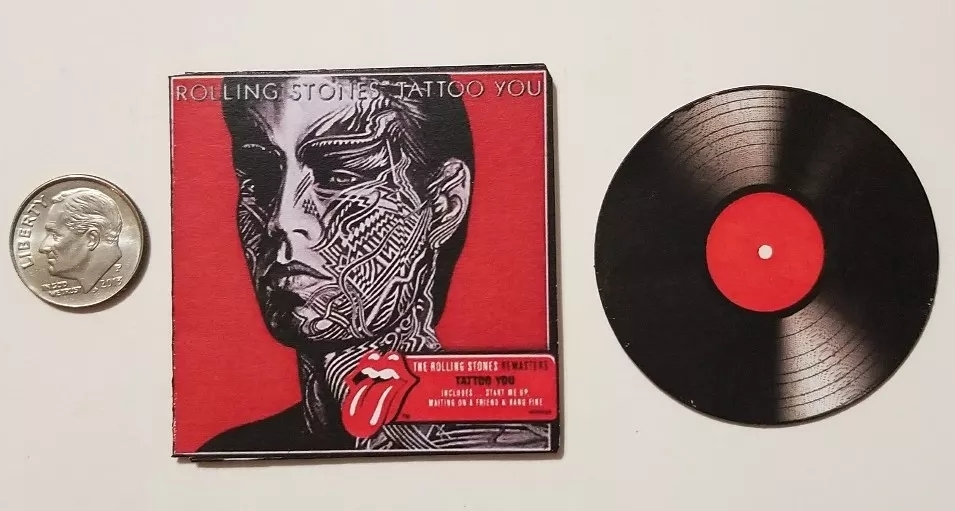 LIBERTY
IN GOD
WE TRUST
P
2013
ROLLING STONES TATTOO YOU
THE ROLLING STONES REMASTERS
TATTOO YOU
INCLUDES... START ME UP
WAITING ON A FRIEND & HANG FIRE